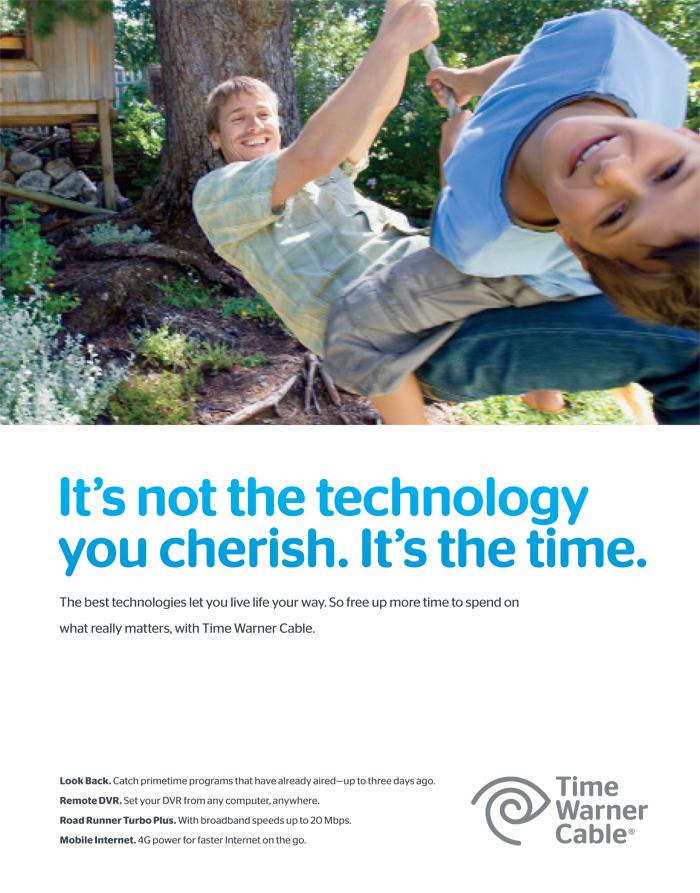 It's not the technology
you cherish. It's the time.
The best technologies let you live life your way. So free up more time to spend on
what really matters, with Time Warner Cable.
Look Back. Catch primetime programs that have already aired—up to three days ago.
Remote DVR. Set your DVR from any computer, anywhere.
Road Runner Turbo Plus. With broadband speeds up to 20 Mbps.
Mobile Internet. 4G power for faster Internet on the go.
Time
Warner
Cable®